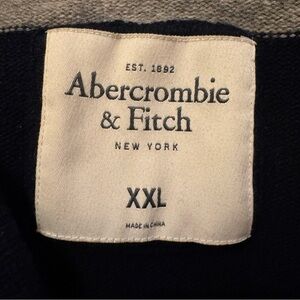 EST. 1892
Abercrombie
& Fitch
NEW YORK
XXL
MADE IN CHINA